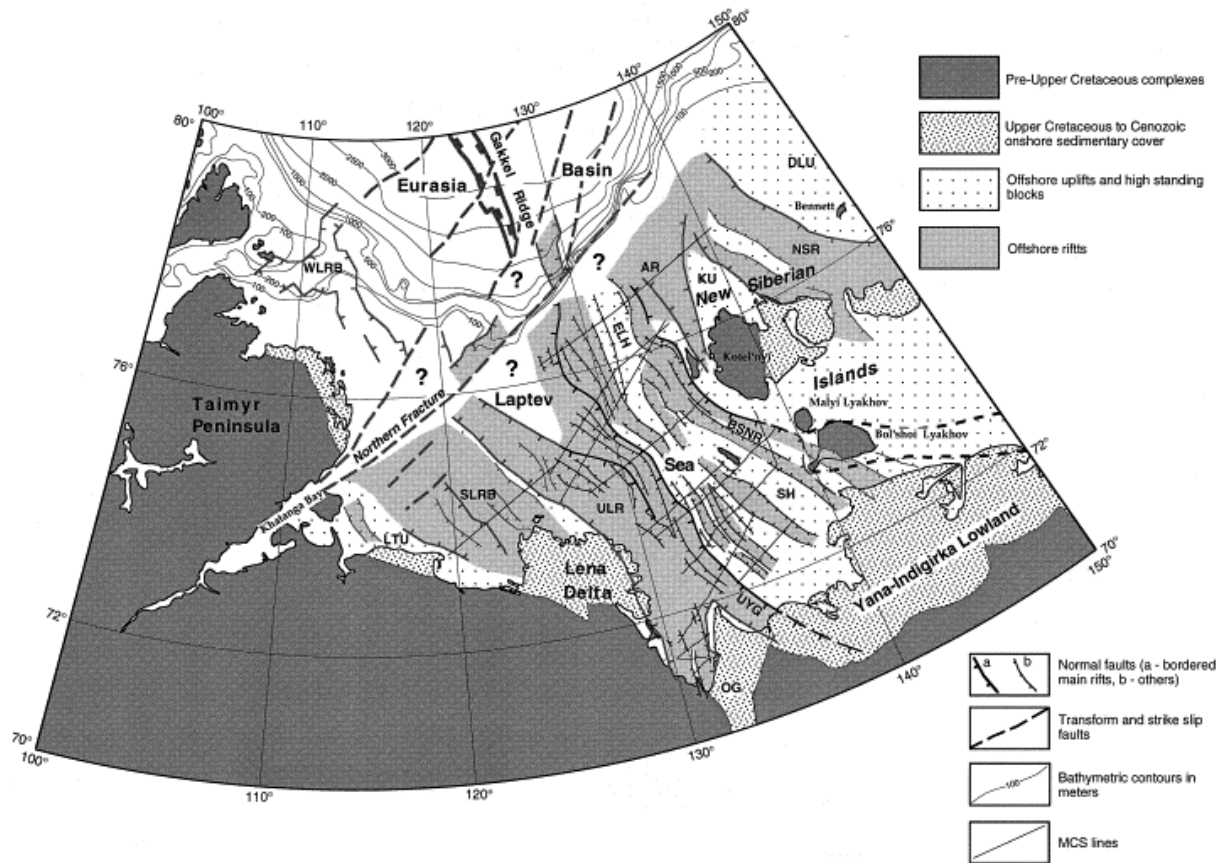 150°
80°
140°
130°
120°
110°
100°
80°
Eurasia
Gakkel Ridge
Basin
DLU
Bennett
76°
NSR
WLRB
AR
KU
New Siberian
ELH
Kotel'nyj
Islands
Malyi Lyakhov
Bol'shoi Lyakhov
72°
76°
?
?
?
?
Laptev
Taimyr
Peninsula
Northern Fracture
BSNR
Sea
SH
Khatanga Bay
SLRB
ULR
LTU
Lena
Delta
UYG
Yana-Indigirka Lowland
70°
150°
72°
OG
140°
130°
120°
110°
70°
100°
Pre-Upper Cretaceous complexes
Upper Cretaceous to Cenozoic
onshore sedimentary cover
Offshore uplifts and high standing
blocks
Offshore riftts
a
b
Normal faults (a - bordered
main rifts, b - others)
Transform and strike slip
faults
100
Bathymetric contours in
meters
MCS lines